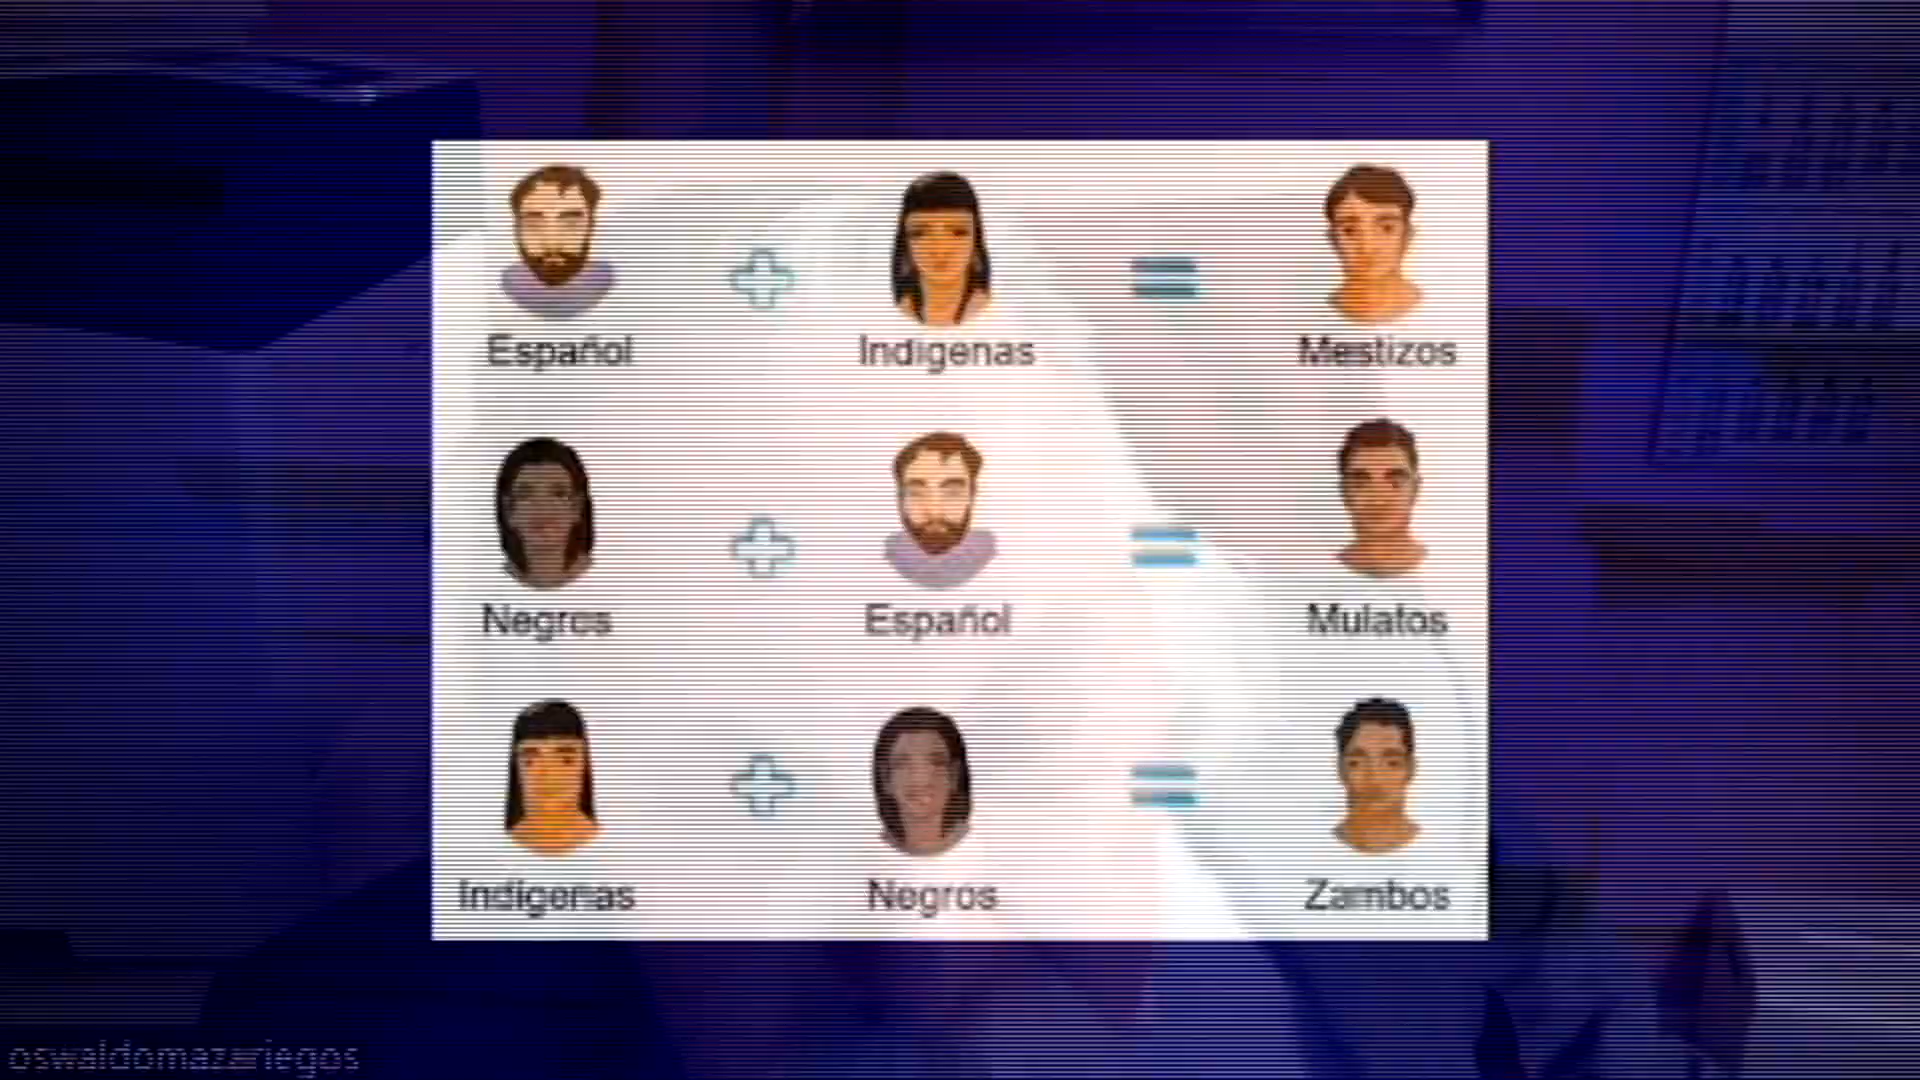 Español Indigenas Mestizos
Negros Español Mulatos
Indigenas Negros Zambos
oswaldomazariegos